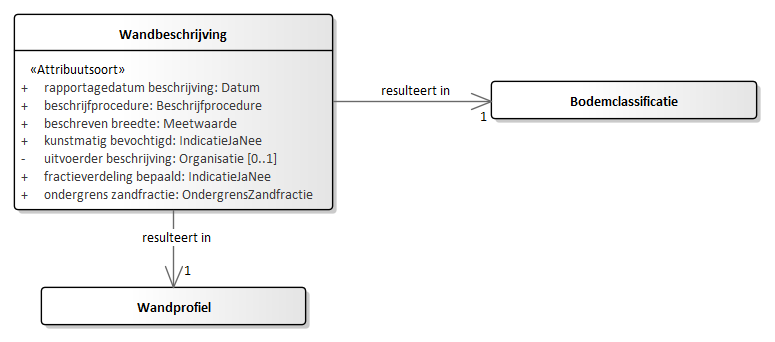 Wandbeschrijving
«Attribuutsoort»
+ rapportagedatum beschrijving: Datum
+ beschrijfprocedure: Beschrijfprocedure
+ beschreven breedte: Meetwaarde
+ kunstmatig bevochtigd: IndicatieJaNee
- uitvoerder beschrijving: Organisatie [0..1]
+ fractieverdeling bepaald: IndicatieJaNee
+ ondergrens zandfractie: OndergrensZandfractie
resulteert in
1
Bodemclassificatie
resulteert in
1
Wandprofiel